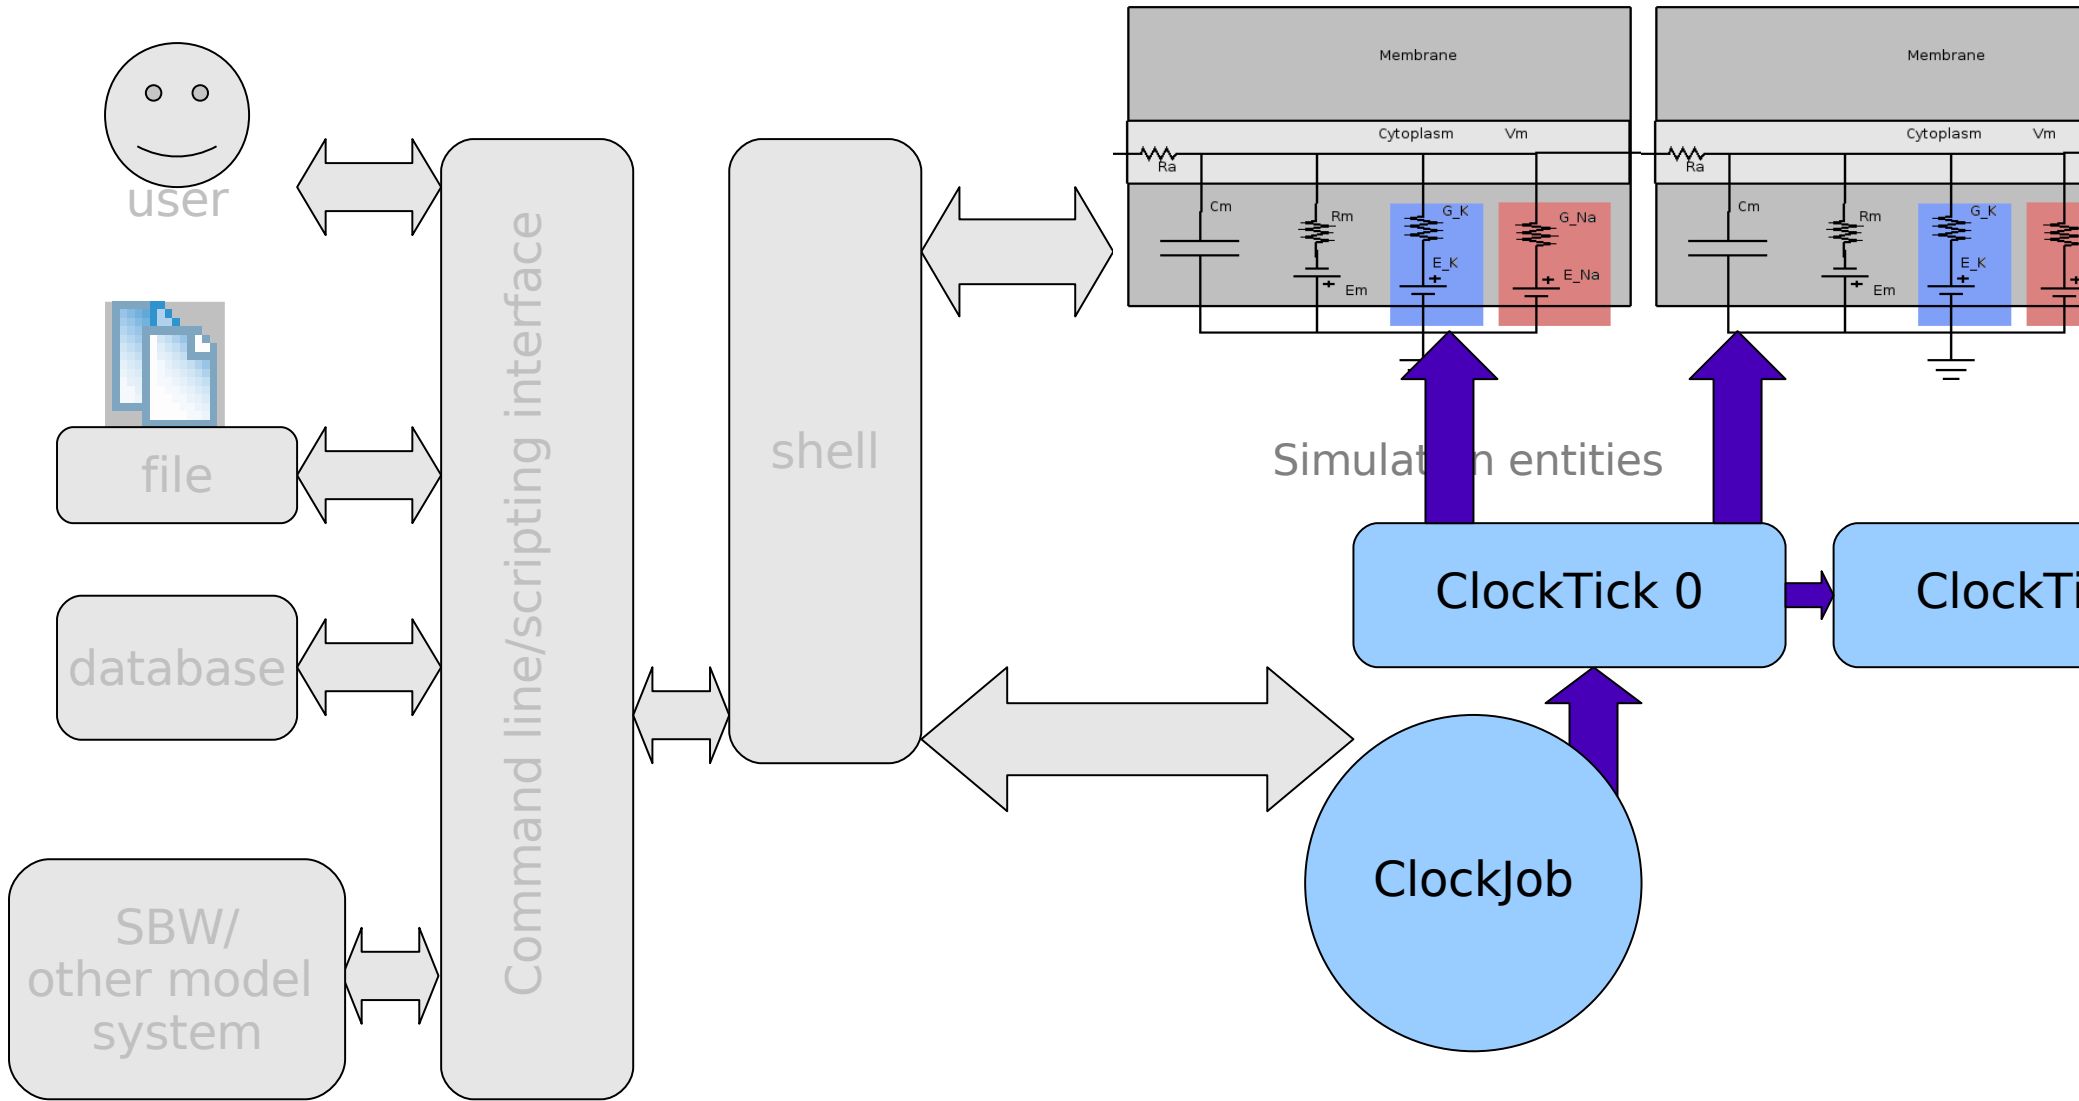 user
file
database
SBW/
other model
system
Command line/scripting interface
shell
Membrane
Cytoplasm Vm
Ra
Cm
Rm
G_K
G_Na
E_K
E_Na
Em
Membrane
Cytoplasm Vm
Ra
Cm
Rm
G_K
E_K
Em
entities
ClockTick 0
ClockJob